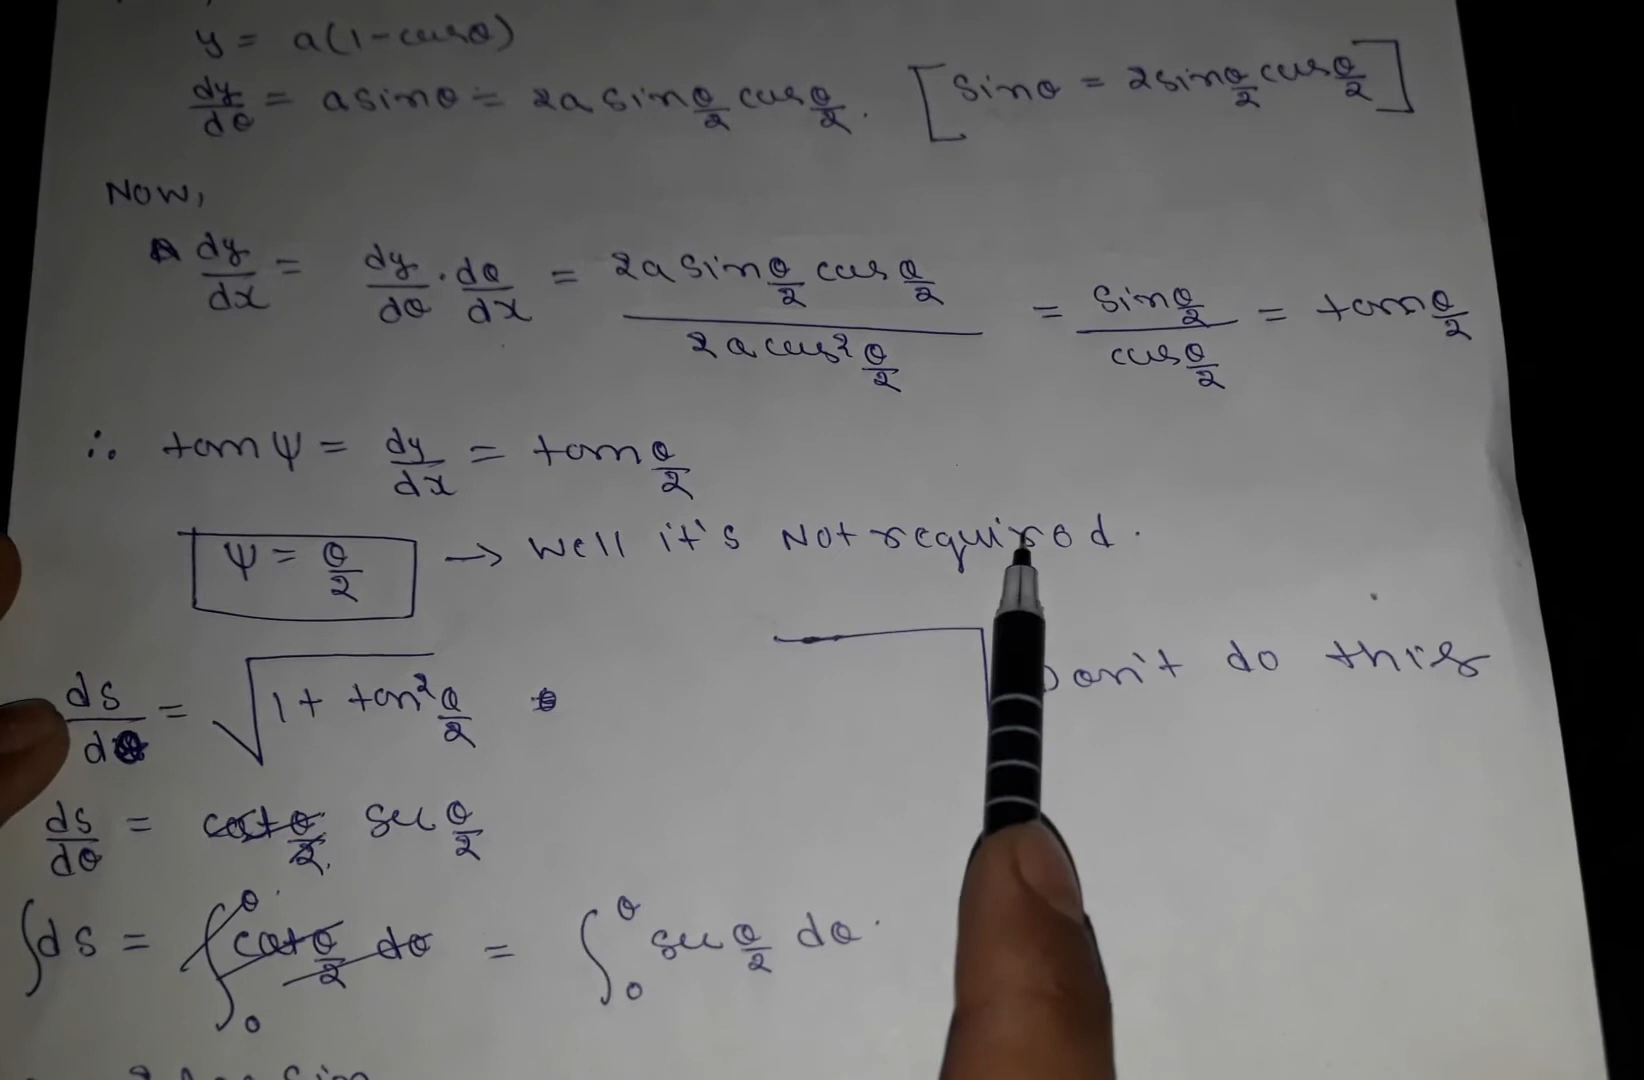 y = a(1-cosθ)
dy/dθ = a sinθ = 2a sin θ/2 cos θ/2. [sinθ = 2 sin θ/2 cos θ/2]
Now,
dy/dx = dy/dθ · dθ/dx = 2a sin θ/2 cos θ/2 / 2a cos² θ/2 = sin θ/2 / cos θ/2 = tan θ/2
∴ tan ψ = dy/dx = tan θ/2
ψ = θ/2 → Well it's Not required.
Don't do this
ds/dθ = √(1 + tan² θ/2)
ds/dθ = sec θ/2
∫ds = = ∫₀^θ sec θ/2 dθ.